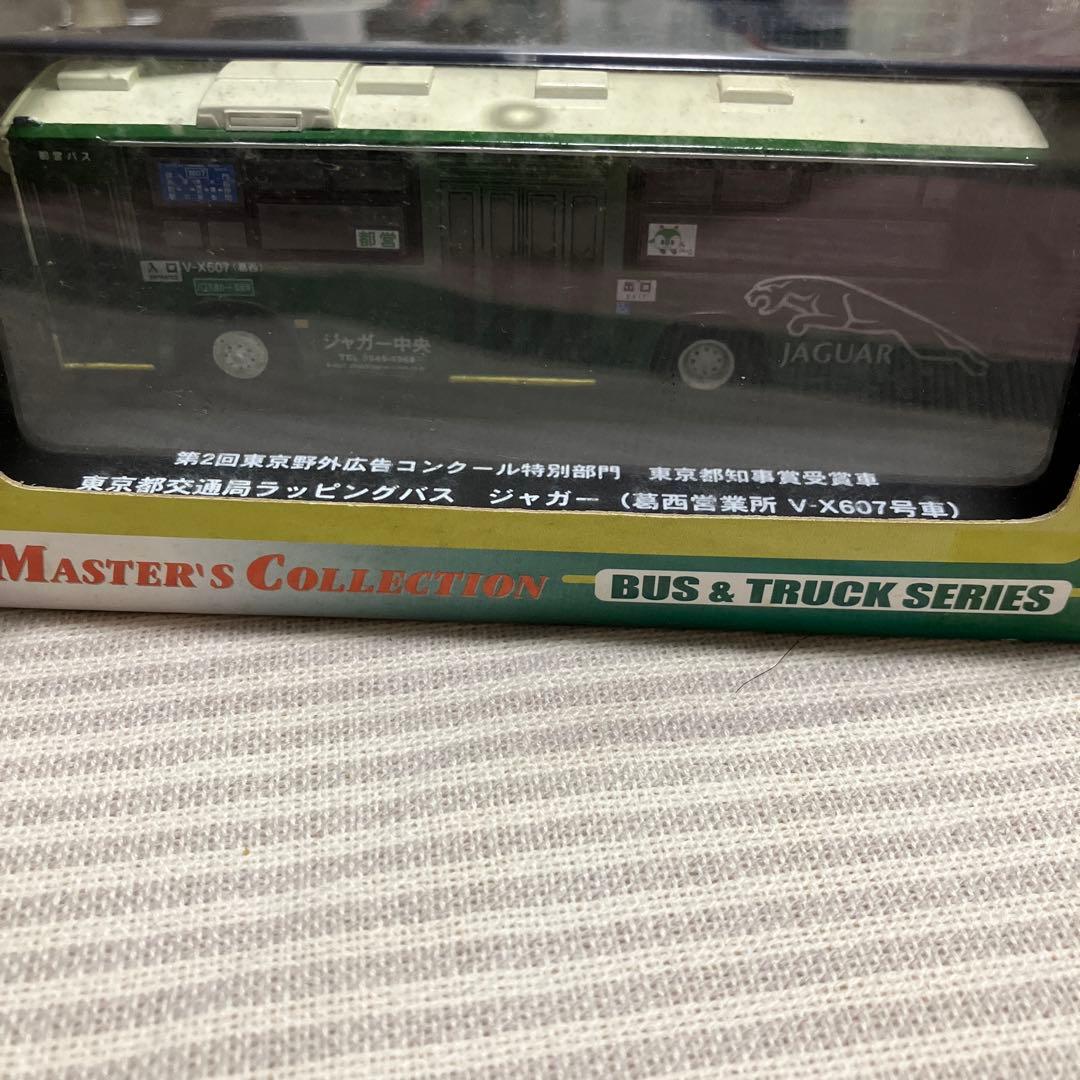 都営バス
都営
入口
V-X607(葛西)
出口
EXIT
ジャガー中央
JAGUAR
第2回東京野外広告コンクール特別部門 東京都知事賞受賞車
東京都交通局ラッピングバス ジャガー(葛西営業所 V-X607号車)
MASTER'S COLLECTION
BUS & TRUCK SERIES